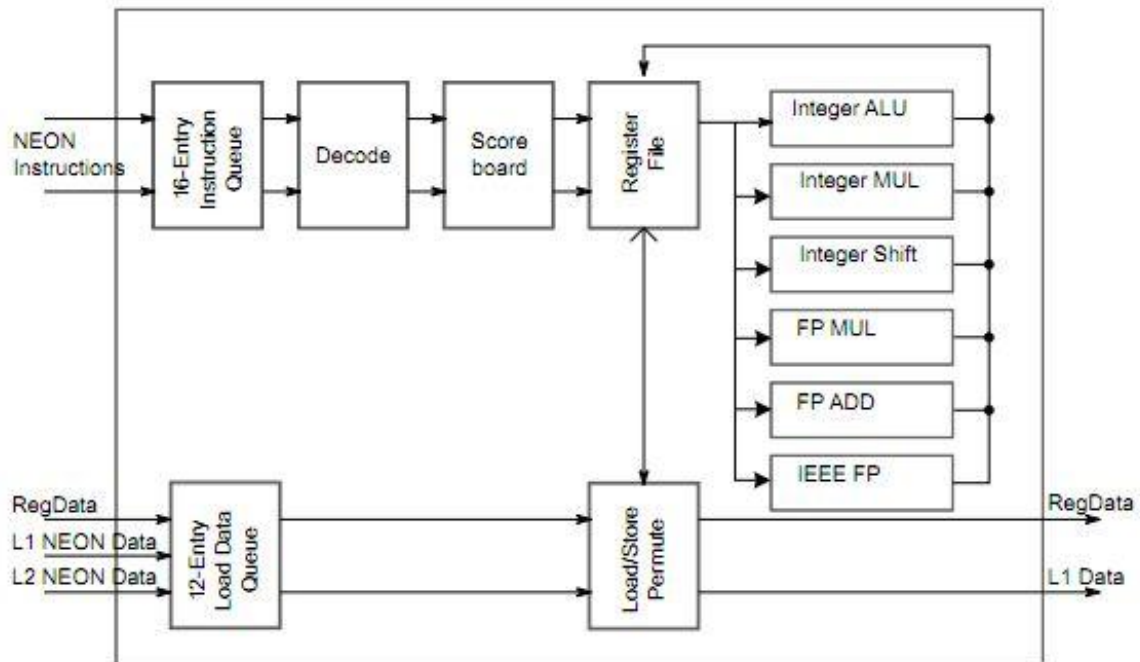 NEON
Instructions
16-Entry
Instruction
Queue
Decode
Score
board
Register
File
Integer ALU
Integer MUL
Integer Shift
FP MUL
FP ADD
IEEE FP
RegData
L1 NEON Data
L2 NEON Data
12-Entry
Load Data
Queue
Load/Store
Permute
RegData
L1 Data